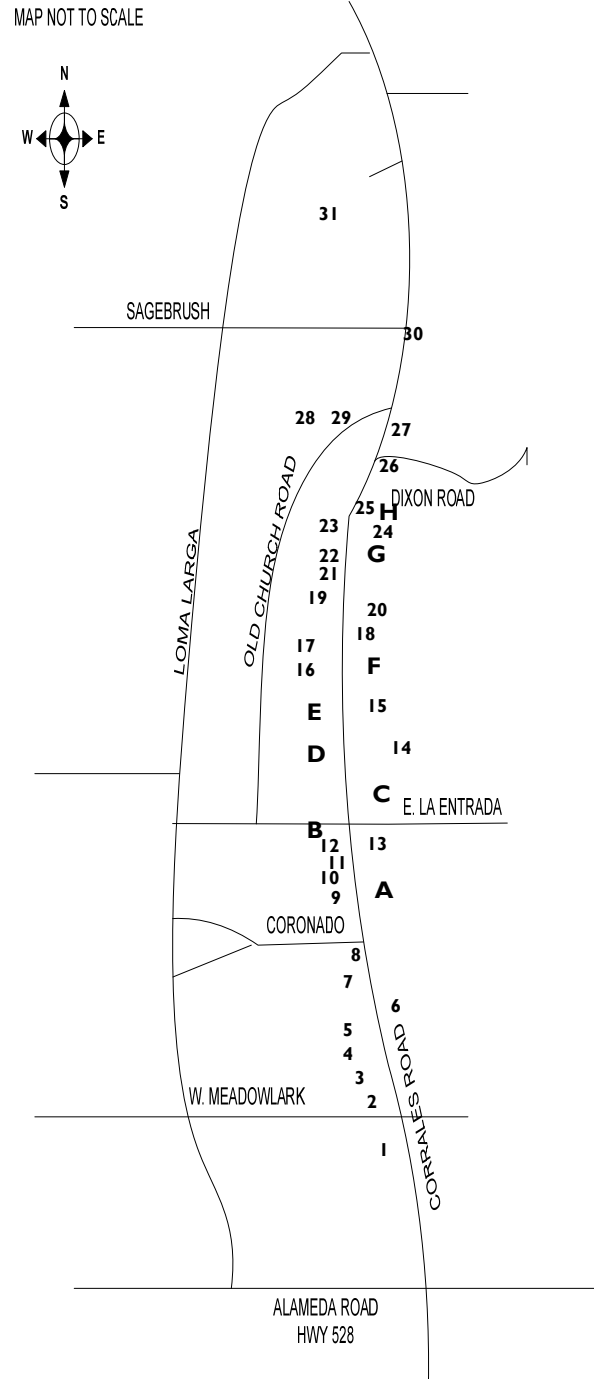 MAP NOT TO SCALE
N
W E
S
31
SAGEBRUSH
30
28 29
27
26
DIXON ROAD
25 H
24
23
G
22
21
19
20
18
OLD CHURCH ROAD
LOMA LARGA
17
16
F
15
E
14
D
C
E. LA ENTRADA
B
12
13
11
10
A
9
CORONADO
8
7
6
5
4
3
2
W. MEADOWLARK
CORRALES ROAD
1
ALAMEDA ROAD
HWY 528